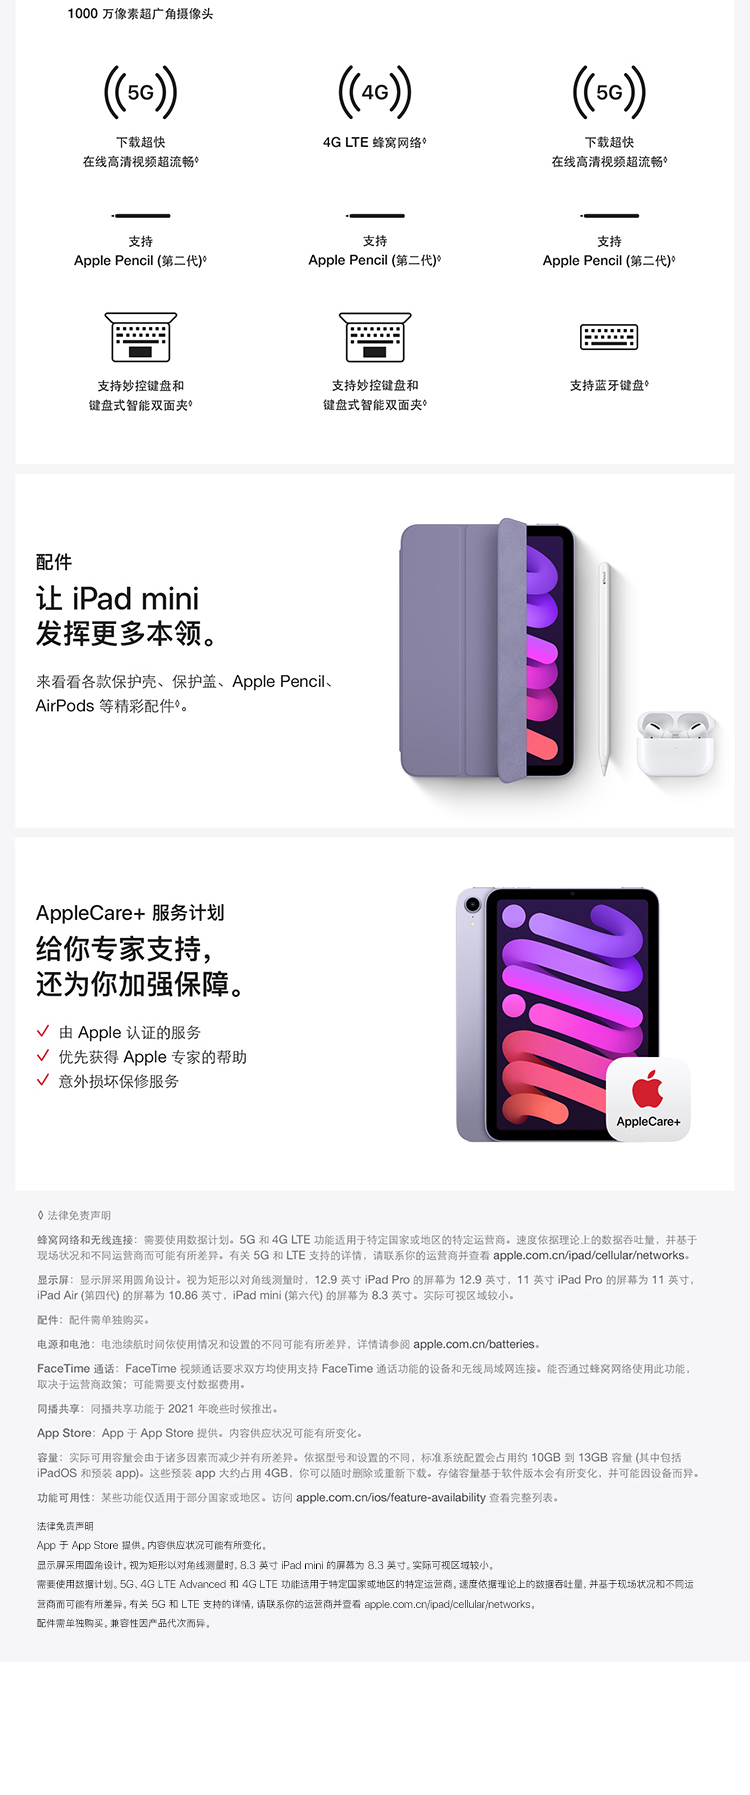 1000 万像素超广角摄像头
5G
4G
5G
下载超快
在线高清视频超流畅◊
4G LTE 蜂窝网络◊
下载超快
在线高清视频超流畅◊
支持
Apple Pencil (第二代)◊
支持
Apple Pencil (第二代)◊
支持
Apple Pencil (第二代)◊
支持妙控键盘和
键盘式智能双面夹◊
支持妙控键盘和
键盘式智能双面夹◊
支持蓝牙键盘◊
配件
让 iPad mini
发挥更多本领。
来看看各款保护壳、保护盖、Apple Pencil、
AirPods 等精彩配件◊。
AppleCare+ 服务计划
给你专家支持，
还为你加强保障。
由 Apple 认证的服务
优先获得 Apple 专家的帮助
意外损坏保修服务
AppleCare+
◊ 法律免责声明
蜂窝网络和无线连接：需要使用数据计划。5G 和 4G LTE 功能适用于特定国家或地区的特定运营商。速度依据理论上的数据吞吐量，并基于
现场状况和不同运营商而可能有所差异。有关 5G 和 LTE 支持的详情，请联系你的运营商并查看 apple.com.cn/ipad/cellular/networks。
显示屏：显示屏采用圆角设计。视为矩形以对角线测量时，12.9 英寸 iPad Pro 的屏幕为 12.9 英寸，11 英寸 iPad Pro 的屏幕为 11 英寸，
iPad Air (第四代) 的屏幕为 10.86 英寸，iPad mini (第六代) 的屏幕为 8.3 英寸。实际可视区域较小。
配件：配件需单独购买。
电源和电池：电池续航时间依使用情况和设置的不同可能有所差异，详情请参阅 apple.com.cn/batteries。
FaceTime 通话：FaceTime 视频通话要求双方均使用支持 FaceTime 通话功能的设备和无线局域网连接。能否通过蜂窝网络使用此功能，
取决于运营商政策；可能需要支付数据费用。
同播共享：同播共享功能于 2021 年晚些时候推出。
App Store：App 于 App Store 提供。内容供应状况可能有所变化。
容量：实际可用容量会由于诸多因素而减少并有所差异。依据型号和设置的不同，标准系统配置会占用约 10GB 到 13GB 容量 (其中包括
iPadOS 和预装 app)。这些预装 app 大约占用 4GB，你可以随时删除或重新下载。存储容量基于软件版本会有所变化，并可能因设备而异。
功能可用性：某些功能仅适用于部分国家或地区。访问 apple.com.cn/ios/feature-availability 查看完整列表。
法律免责声明
App 于 App Store 提供。内容供应状况可能有所变化。
显示屏采用圆角设计。视为矩形以对角线测量时，8.3 英寸 iPad mini 的屏幕为 8.3 英寸。实际可视区域较小。
需要使用数据计划。5G、4G LTE Advanced 和 4G LTE 功能适用于特定国家或地区的特定运营商。速度依据理论上的数据吞吐量，并基于现场状况和不同运
营商而可能有所差异。有关 5G 和 LTE 支持的详情，请联系你的运营商并查看 apple.com.cn/ipad/cellular/networks。
配件需单独购买。兼容性因产品代次而异。